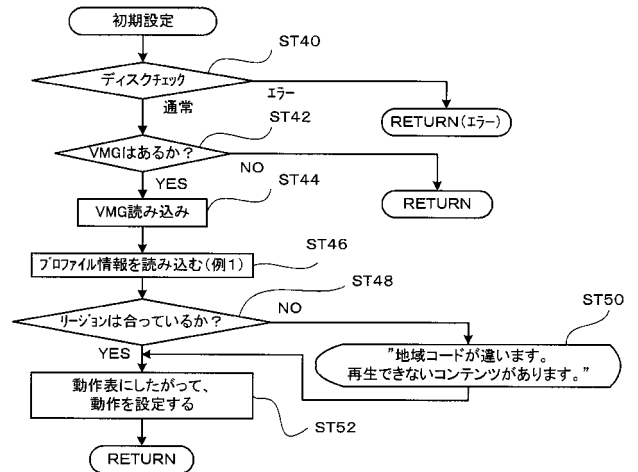 初期設定
ST40
ディスクチェック
エラー
通常
RETURN(エラー)
ST42
VMGはあるか？
NO
YES
RETURN
ST44
VMG読み込み
ST46
プロファイル情報を読み込む(例1)
ST48
リージョンは合っているか？
NO
ST50
YES
"地域コードが違います。
再生できないコンテンツがあります。"
動作表にしたがって、
動作を設定する
ST52
RETURN